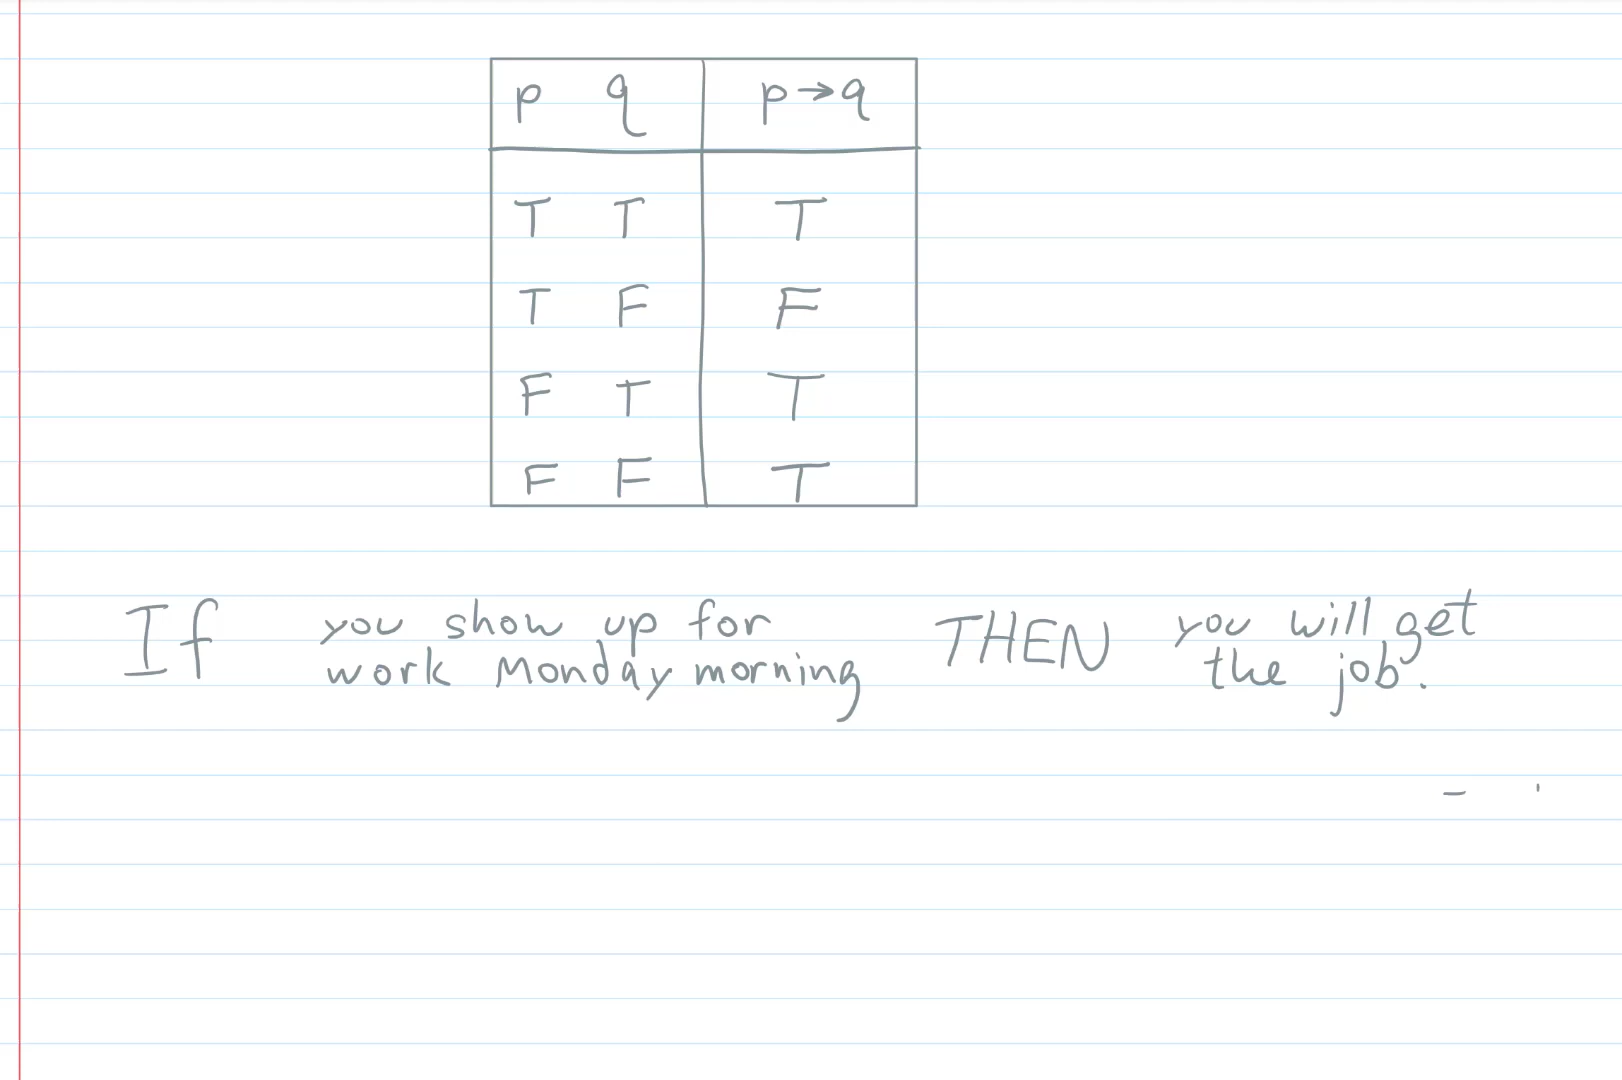 p q p→q
T T T
T F F
F T T
F F T
If you show up for THEN you will get
work Monday morning the job.